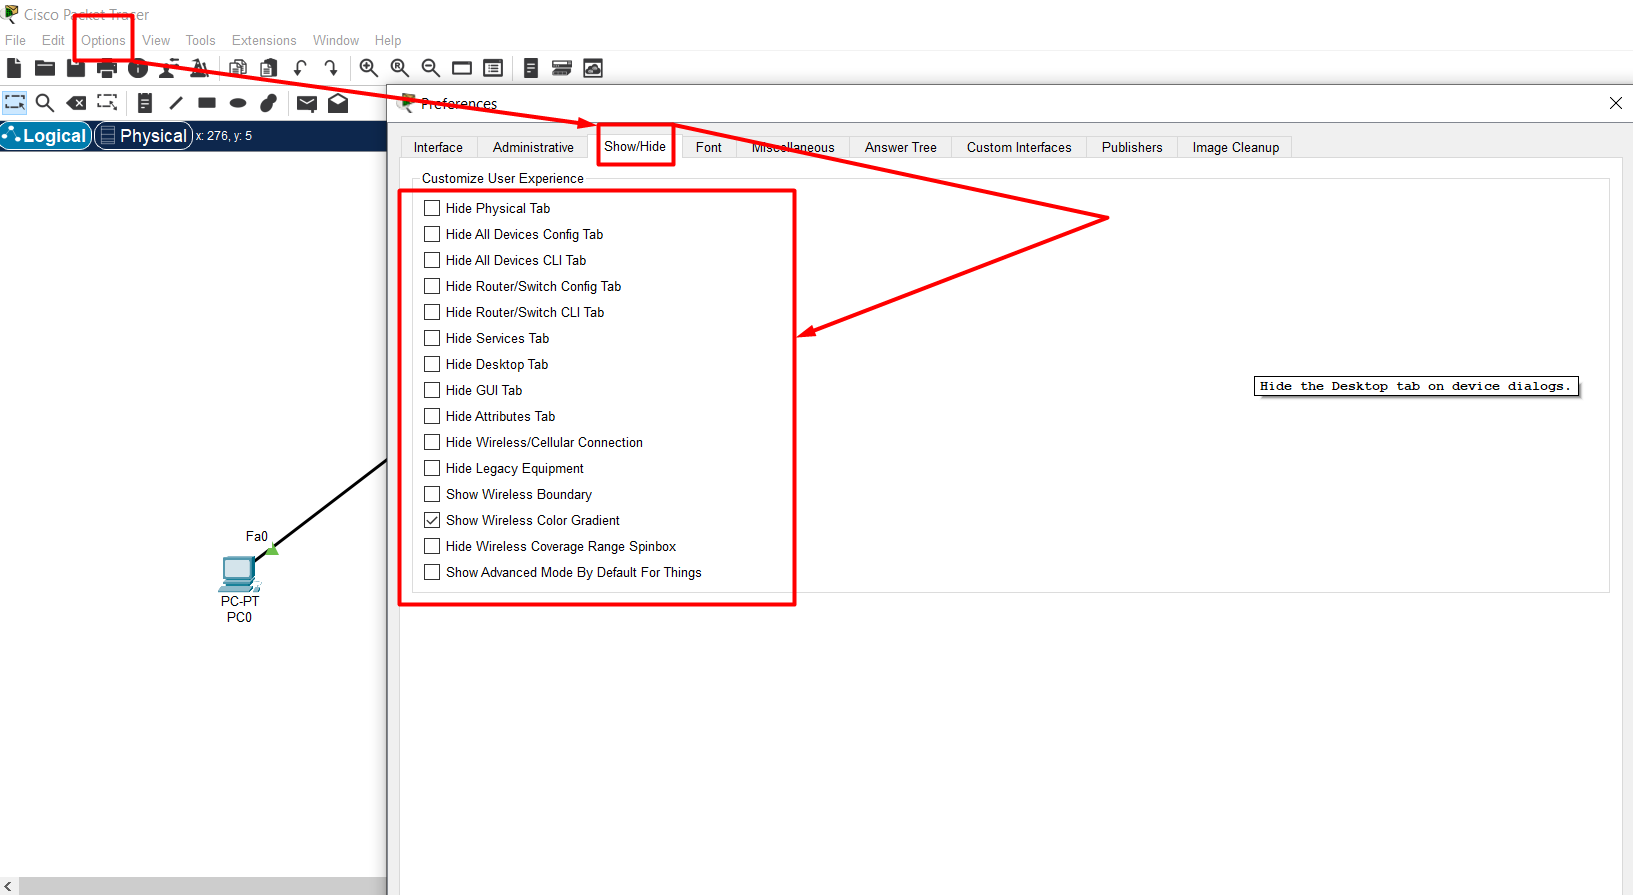 Cisco Packet Tracer
File Edit Options View Tools Extensions Window Help
Logical Physical x: 276, y: 5
Preferences
Interface Administrative Show/Hide Font Miscellaneous Answer Tree Custom Interfaces Publishers Image Cleanup
Customize User Experience
Hide Physical Tab
Hide All Devices Config Tab
Hide All Devices CLI Tab
Hide Router/Switch Config Tab
Hide Router/Switch CLI Tab
Hide Services Tab
Hide Desktop Tab
Hide the Desktop tab on device dialogs.
Hide GUI Tab
Hide Attributes Tab
Hide Wireless/Cellular Connection
Hide Legacy Equipment
Show Wireless Boundary
Show Wireless Color Gradient
Hide Wireless Coverage Range Spinbox
Show Advanced Mode By Default For Things
Fa0
PC-PT
PC0